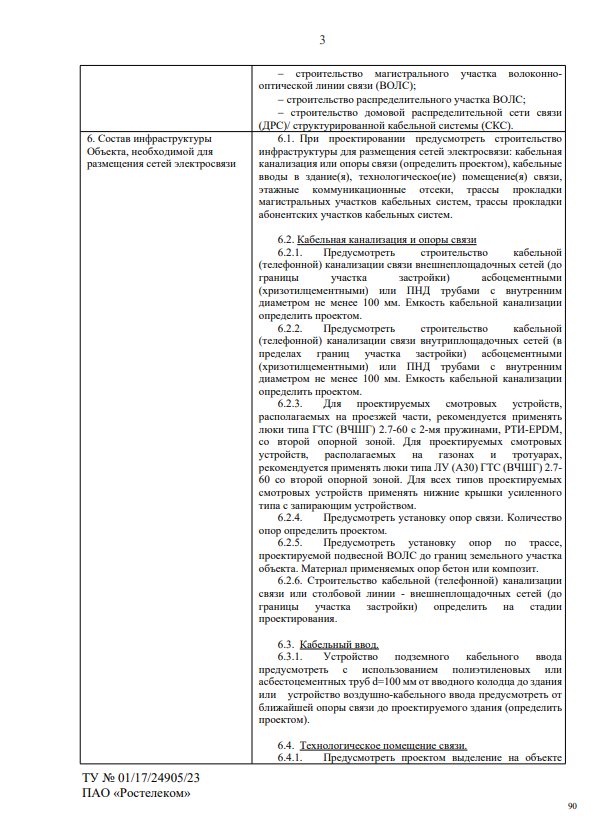 3
– строительство магистрального участка волоконно-
оптической линии связи (ВОЛС);
– строительство распределительного участка ВОЛС;
– строительство домовой распределительной сети связи
(ДРС)/ структурированной кабельной системы (СКС).
6. Состав инфраструктуры
Объекта, необходимой для
размещения сетей электросвязи
6.1. При проектировании предусмотреть строительство
инфраструктуры для размещения сетей электросвязи: кабельная
канализация или опоры связи (определить проектом), кабельные
вводы в здание(я), технологическое(ие) помещение(я) связи,
этажные коммуникационные отсеки, трассы прокладки
магистральных участков кабельных систем, трассы прокладки
абонентских участков кабельных систем.
6.2. Кабельная канализация и опоры связи
6.2.1. Предусмотреть строительство кабельной
(телефонной) канализации связи внешнеплощадочных сетей (до
границы участка застройки) асбоцементными
(хризотилцементными) или ПНД трубами с внутренним
диаметром не менее 100 мм. Емкость кабельной канализации
определить проектом.
6.2.2. Предусмотреть строительство кабельной
(телефонной) канализации связи внутриплощадочных сетей (в
пределах границ участка застройки) асбоцементными
(хризотилцементными) или ПНД трубами с внутренним
диаметром не менее 100 мм. Емкость кабельной канализации
определить проектом.
6.2.3. Для проектируемых смотровых устройств,
располагаемых на проезжей части, рекомендуется применять
люки типа ГТС (ВЧШГ) 2.7-60 с 2-мя пружинами, РТИ-EPDM,
со второй опорной зоной. Для проектируемых смотровых
устройств, располагаемых на газонах и тротуарах,
рекомендуется применять люки типа ЛУ (А30) ГТС (ВЧШГ) 2.7-
60 со второй опорной зоной. Для всех типов проектируемых
смотровых устройств применять нижние крышки усиленного
типа с запирающим устройством.
6.2.4. Предусмотреть установку опор связи. Количество
опор определить проектом.
6.2.5. Предусмотреть установку опор по трассе,
проектируемой подвесной ВОЛС до границ земельного участка
объекта. Материал применяемых опор бетон или композит.
6.2.6. Строительство кабельной (телефонной) канализации
связи или столбовой линии - внешнеплощадочных сетей (до
границы участка застройки) определить на стадии
проектирования.
6.3. Кабельный ввод.
6.3.1. Устройство подземного кабельного ввода
предусмотреть с использованием полиэтиленовых или
асбестоцементных труб d=100 мм от вводного колодца до здания
или устройство воздушно-кабельного ввода предусмотреть от
ближайшей опоры связи до проектируемого здания (определить
проектом).
6.4. Технологическое помещение связи.
6.4.1. Предусмотреть проектом выделение на объекте
ТУ № 01/17/24905/23
ПАО «Ростелеком»
90